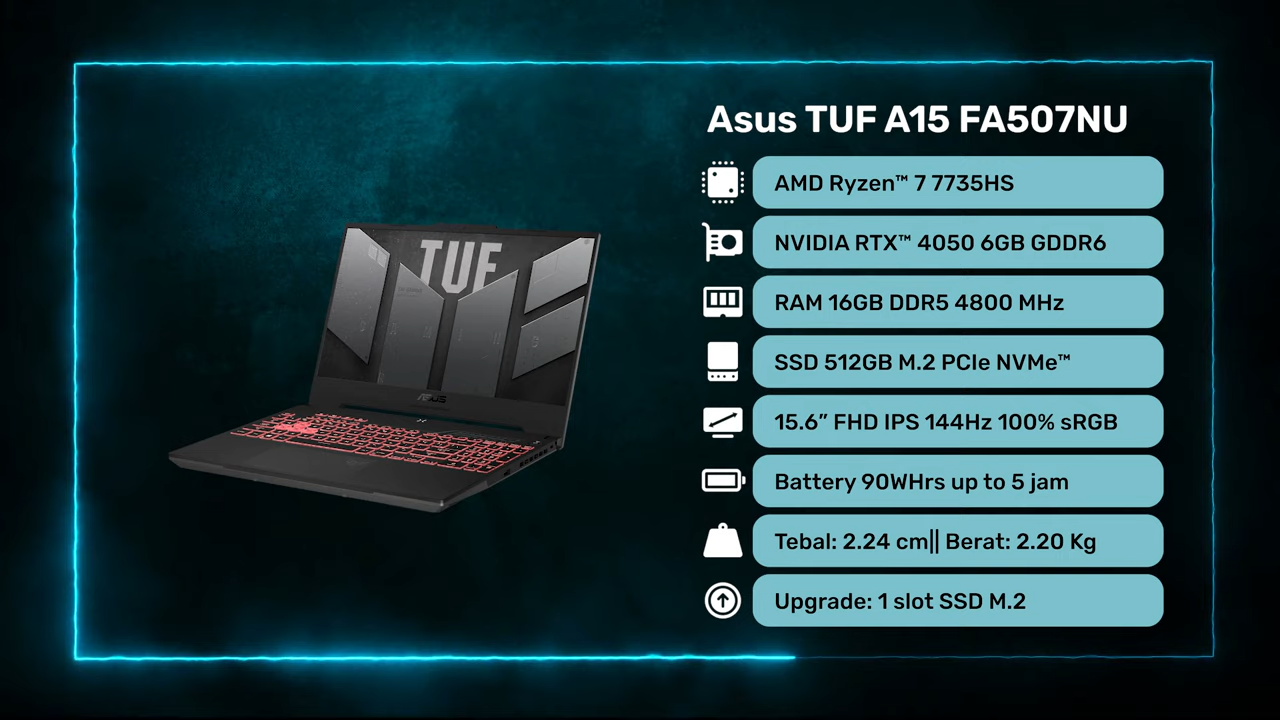 Asus TUF A15 FA507NU
AMD Ryzen™ 7 7735HS
NVIDIA RTX™ 4050 6GB GDDR6
RAM 16GB DDR5 4800 MHz
SSD 512GB M.2 PCIe NVMe™
15.6” FHD IPS 144Hz 100% sRGB
Battery 90WHrs up to 5 jam
Tebal: 2.24 cm|| Berat: 2.20 Kg
Upgrade: 1 slot SSD M.2
TUF
ASUS